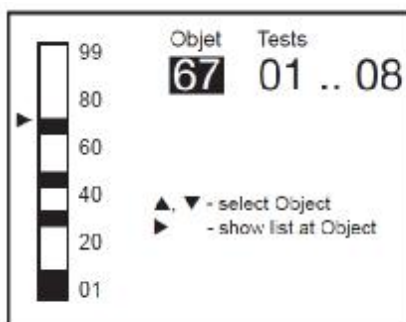 Objet Tests
67 01 .. 08
99
80
60
40
20
01
▲, ▼ - select Object
► - show list at Object